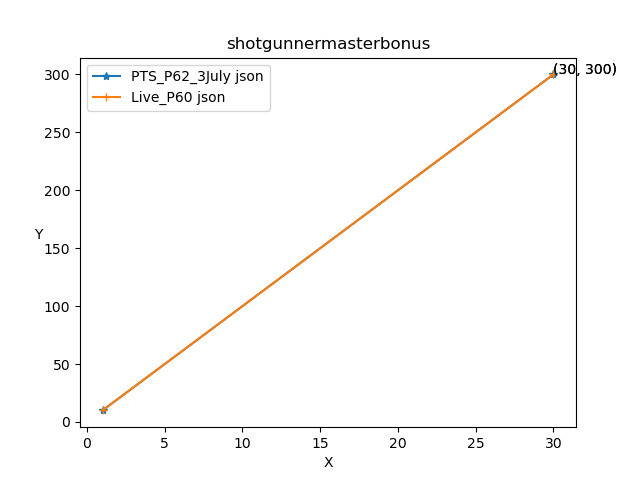 shotgunnermasterbonus
PTS_P62_3July json
Live_P60 json
(30, 300)
300
250
200
150
100
50
0
Y
0 5 10 15 20 25 30
X